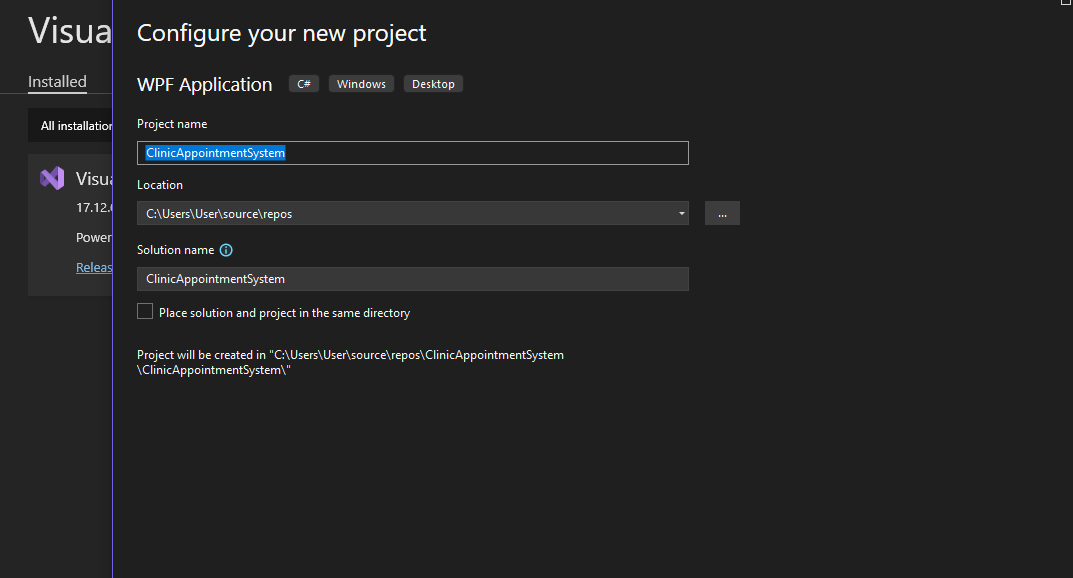 Visua
Installed
All installation
Visua
17.12.
Power
Releas
Configure your new project
WPF Application C# Windows Desktop
Project name
ClinicAppointmentSystem
Location
C:\Users\User\source\repos
...
Solution name
ClinicAppointmentSystem
Place solution and project in the same directory
Project will be created in "C:\Users\User\source\repos\ClinicAppointmentSystem
\ClinicAppointmentSystem\"